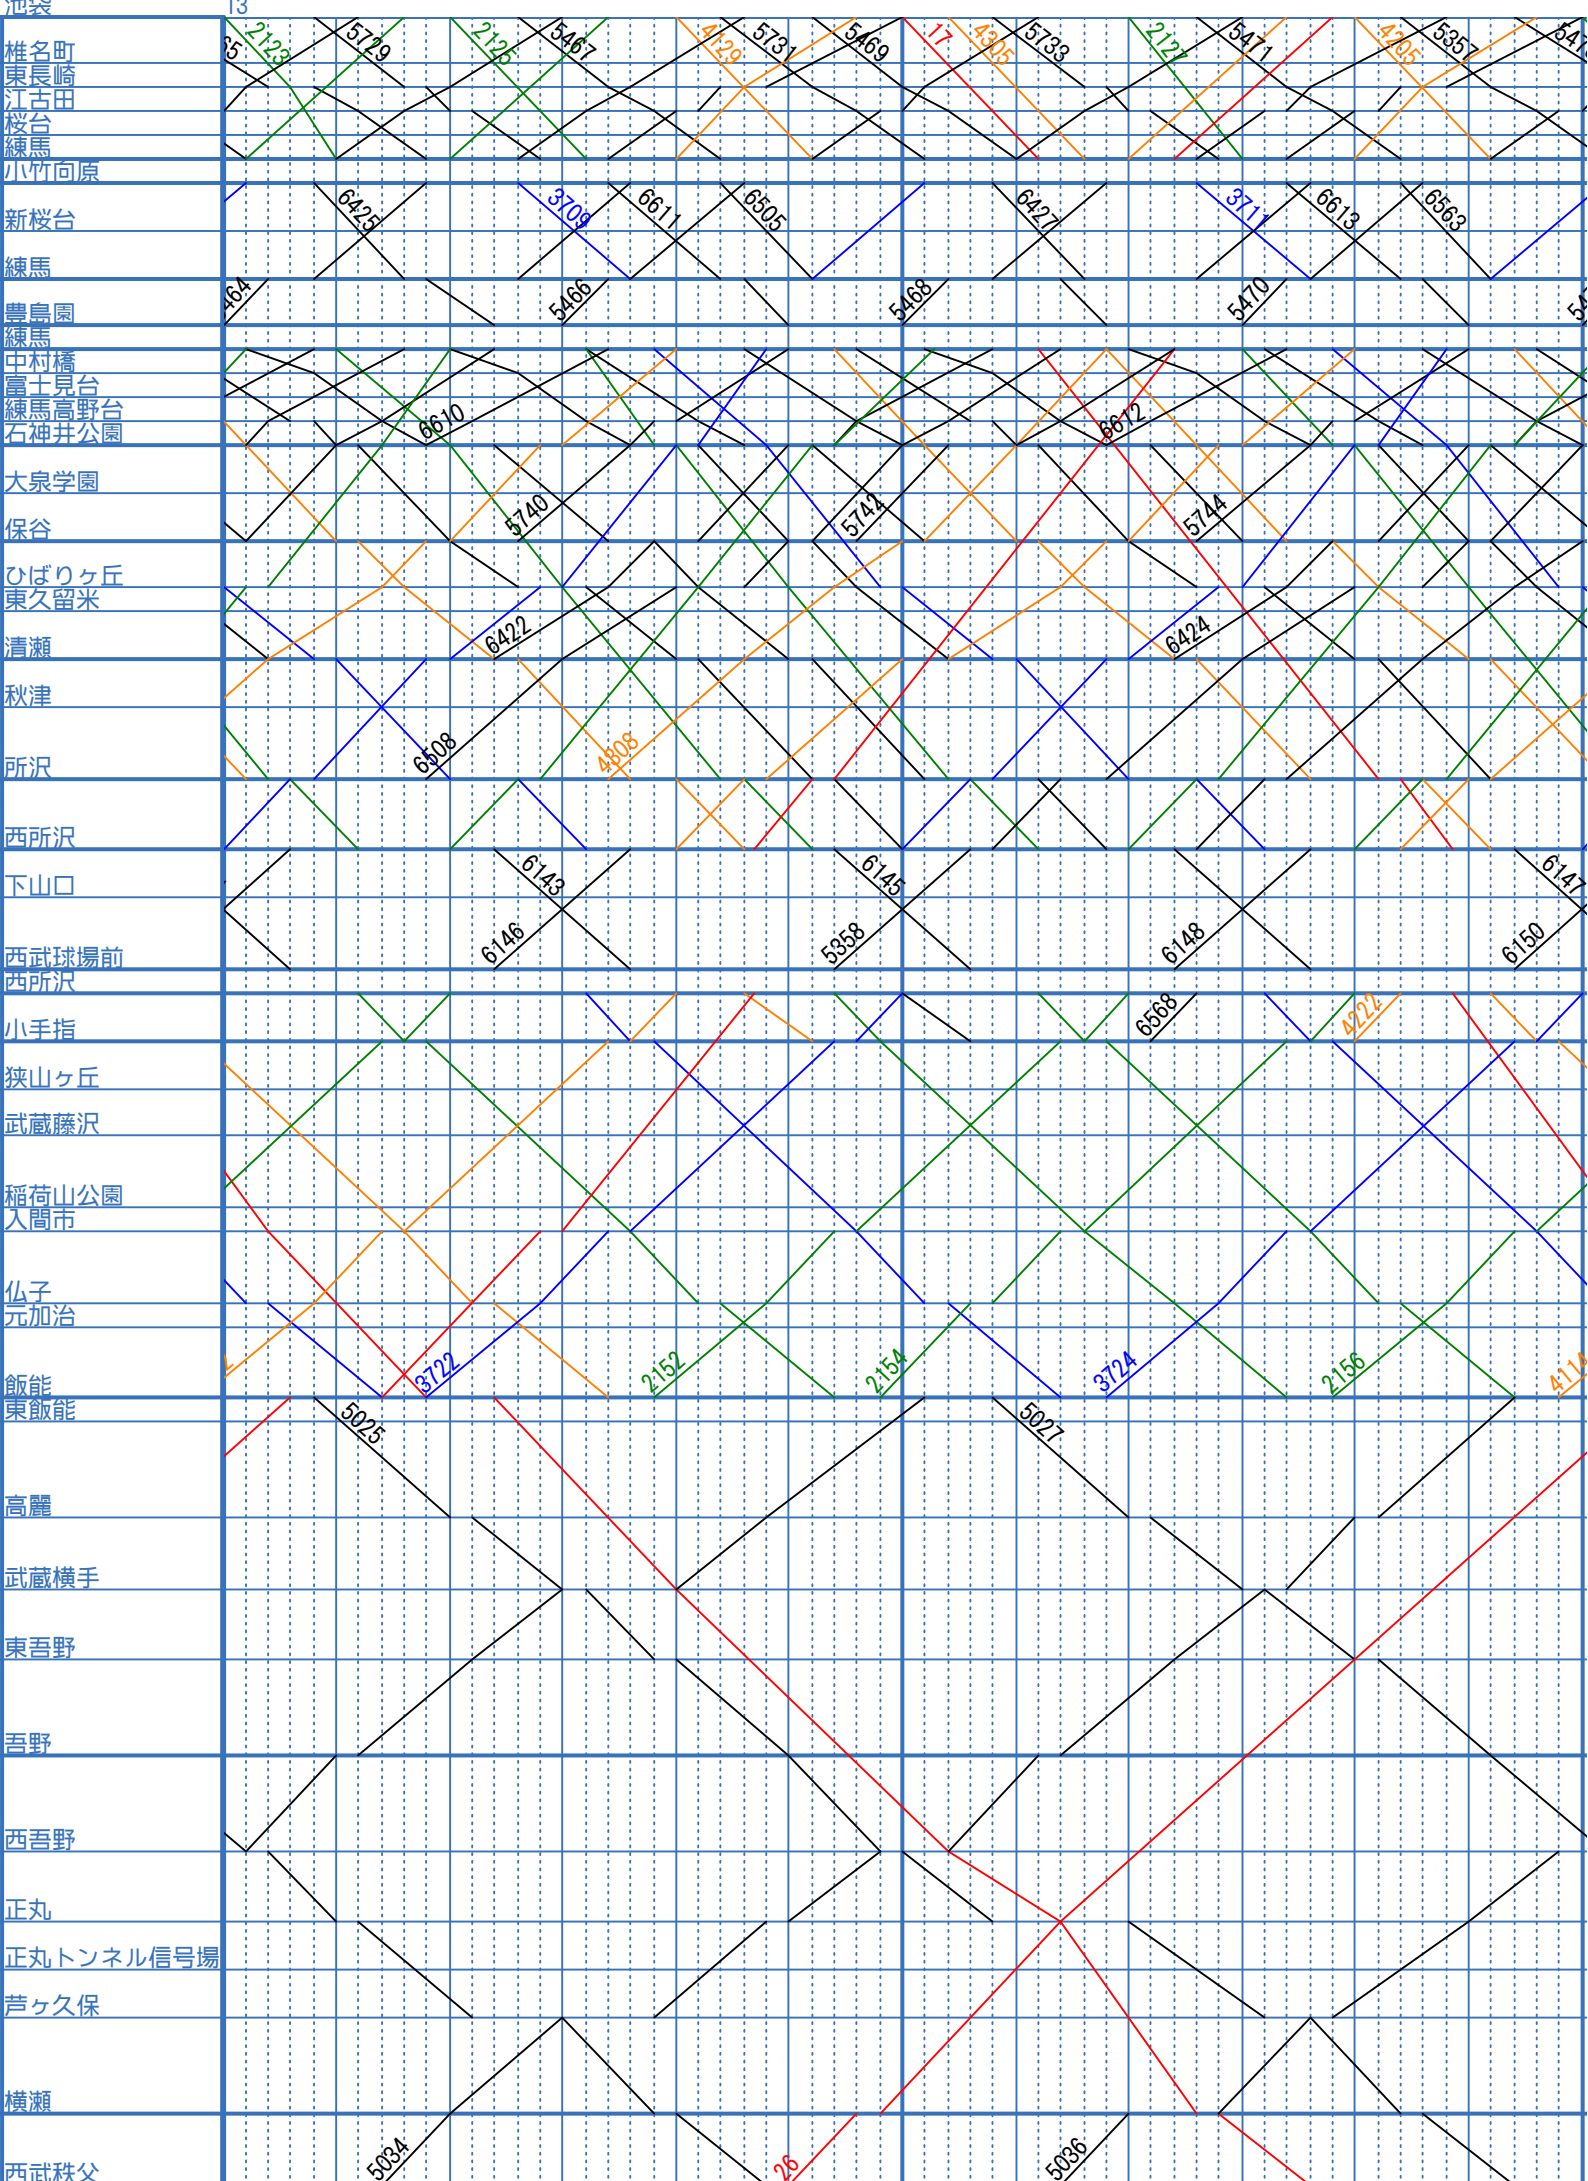 池袋 13
椎名町 2123 5729 2125 5467 4129 5731 5469 17 4305 5733 2127 5471 4205 5357
東長崎
江古田
桜台
練馬
小竹向原
新桜台 6425 3709 6611 6505 6427 3711 6613 6563
練馬
豊島園 464 5466 5468 5470
練馬
中村橋
富士見台
練馬高野台
石神井公園 6610 6612
大泉学園
保谷 5740 5742 5744
ひばりヶ丘
東久留米
清瀬 6422 6424
秋津
所沢 6508 4808
西所沢
下山口 6143 6145 6147
西武球場前 6146 5358 6148 6150
西所沢
小手指 6568 4222
狭山ヶ丘
武蔵藤沢
稲荷山公園
入間市
仏子
元加治
飯能 3722 2152 2154 3724 2156 4114
東飯能 5025 5027
高麗
武蔵横手
東吾野
吾野
西吾野
正丸
正丸トンネル信号場
芦ヶ久保
横瀬
西武秩父 5034 26 5036